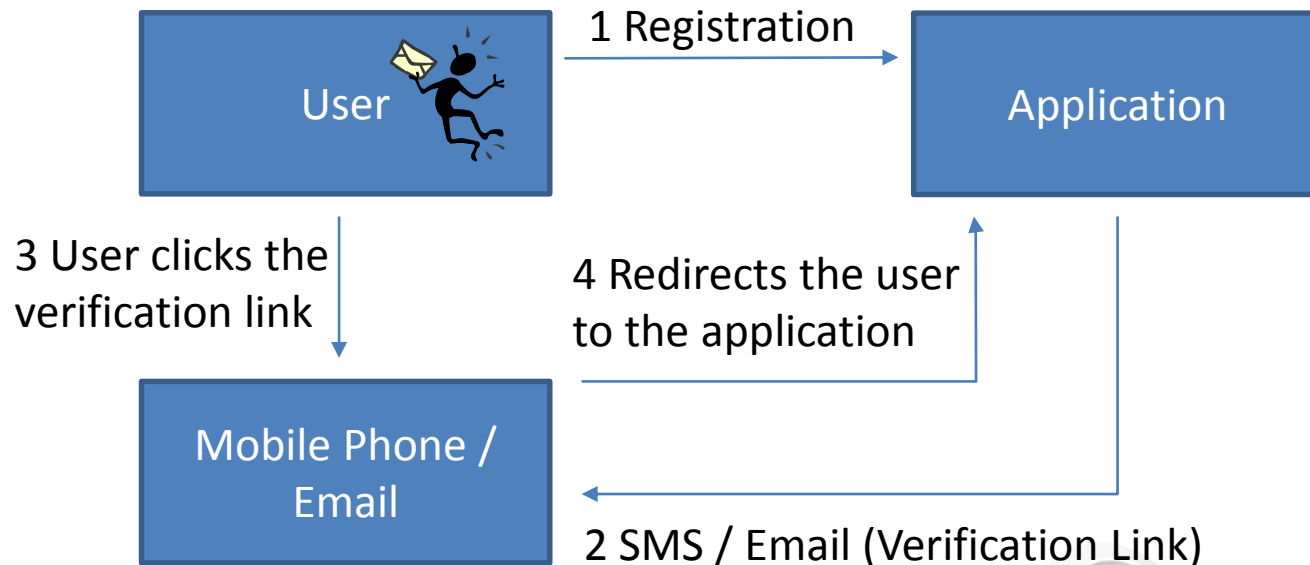 1 Registration
User
Application
3 User clicks the
verification link
4 Redirects the user
to the application
Mobile Phone /
Email
2 SMS / Email (Verification Link)